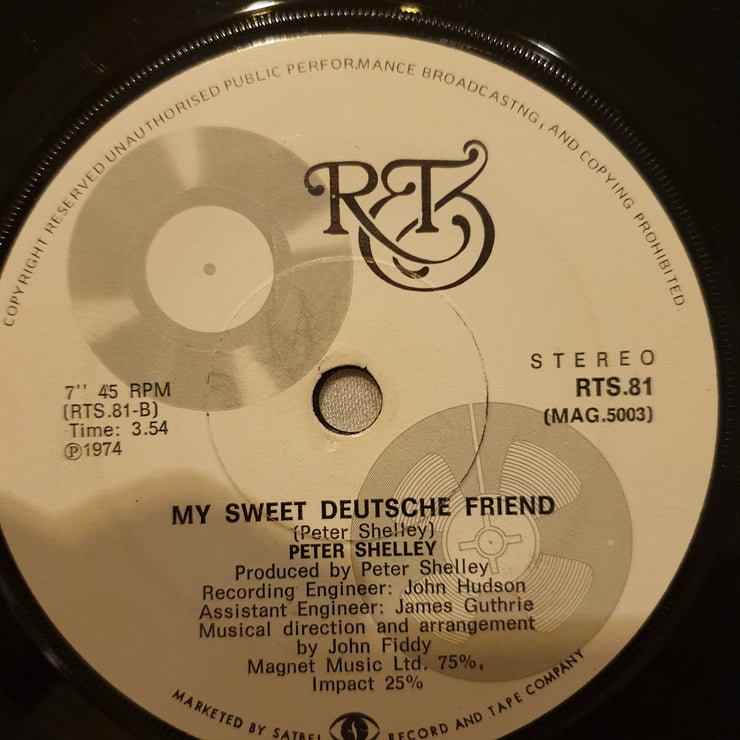 COPYRIGHT RESERVED UNAUTHORISED PUBLIC PERFORMANCE BROADCASTNG, AND COPYING PROHIBITED.
R&T
STEREO
RTS.81
(MAG.5003)
7'' 45 RPM
(RTS.81-B)
Time: 3.54
Ⓟ1974
MY SWEET DEUTSCHE FRIEND
(Peter Shelley)
PETER SHELLEY
Produced by Peter Shelley
Recording Engineer: John Hudson
Assistant Engineer: James Guthrie
Musical direction and arrangement
by John Fiddy
Magnet Music Ltd. 75%,
Impact 25%
MARKETED BY SATBEL RECORD AND TAPE COMPANY